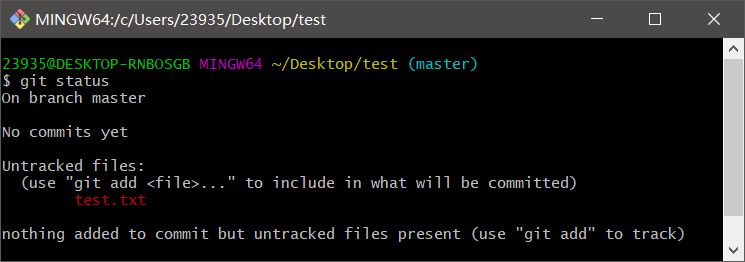 MINGW64:/c/Users/23935/Desktop/test
23935@DESKTOP-RNBOSGB MINGW64 ~/Desktop/test (master)
$ git status
On branch master
No commits yet
Untracked files:
(use "git add <file>..." to include in what will be committed)
test.txt
nothing added to commit but untracked files present (use "git add" to track)